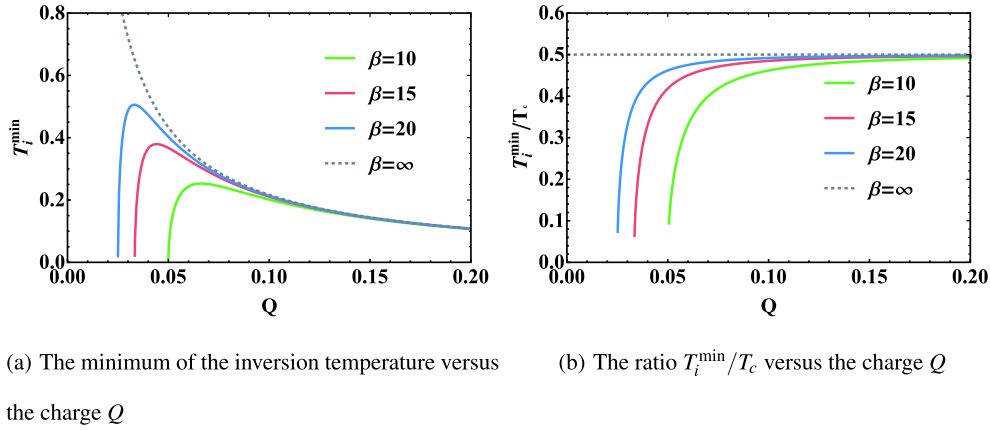 0.8
0.6
0.4
0.2
0.0
T_i^min
0.00 0.05 0.10 0.15 0.20
Q
β=10
β=15
β=20
β=∞
0.6
0.5
0.4
0.3
0.2
0.1
0.0
T_i^min/T_c
0.00 0.05 0.10 0.15 0.20
Q
β=10
β=15
β=20
β=∞
(a) The minimum of the inversion temperature versus
the charge Q
(b) The ratio T_i^min/T_c versus the charge Q